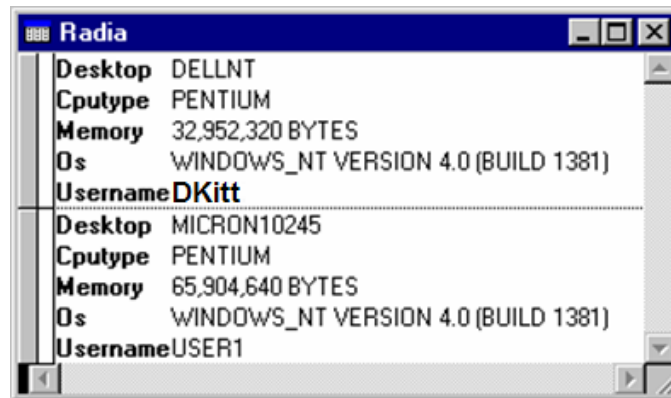 Radia
Desktop DELLNT
Cputype PENTIUM
Memory 32,952,320 BYTES
Os WINDOWS_NT VERSION 4.0 (BUILD 1381)
Username DKitt
Desktop MICRON10245
Cputype PENTIUM
Memory 65,904,640 BYTES
Os WINDOWS_NT VERSION 4.0 (BUILD 1381)
Username USER1